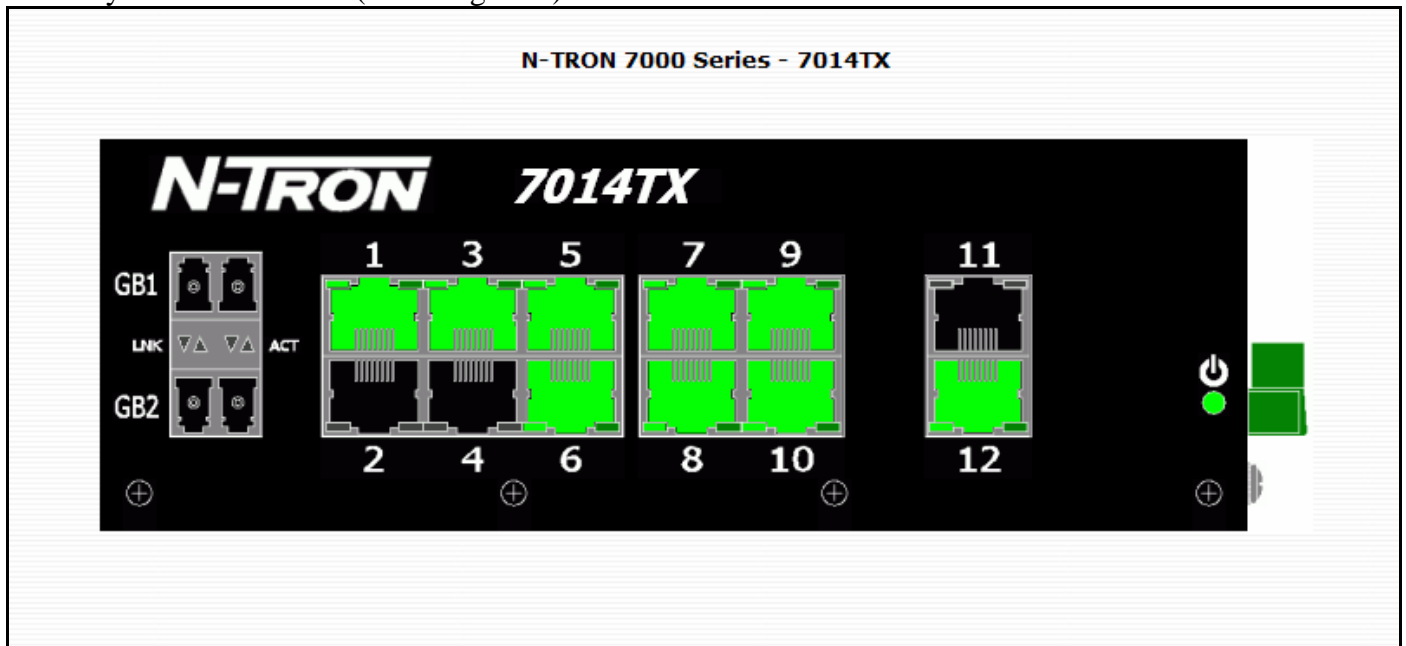 N-TRON 7000 Series - 7014TX
N-TRON 7014TX
1 3 5 7 9 11
GB1
LNK ACT
GB2
2 4 6 8 10 12